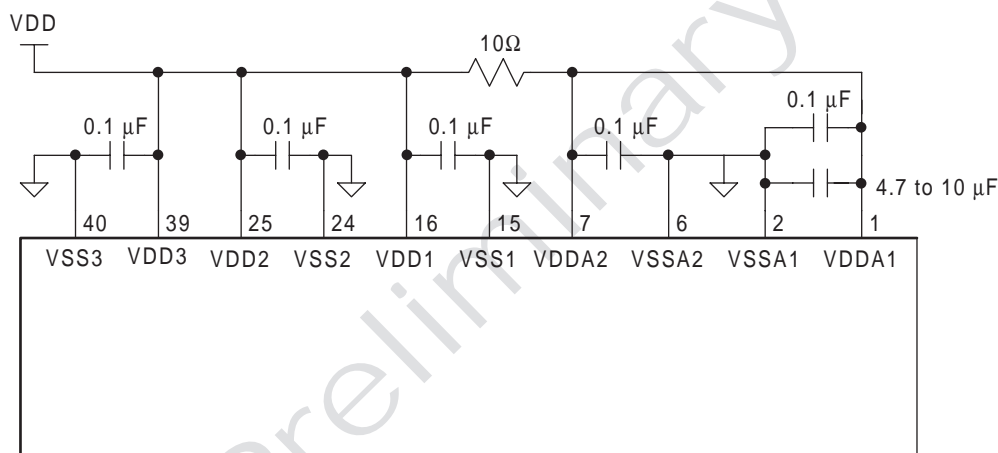 VDD
10Ω
0.1 μF
0.1 μF 0.1 μF 0.1 μF 0.1 μF
4.7 to 10 μF
40 39 25 24 16 15 7 6 2 1
VSS3 VDD3 VDD2 VSS2 VDD1 VSS1 VDDA2 VSSA2 VSSA1 VDDA1
Preliminary